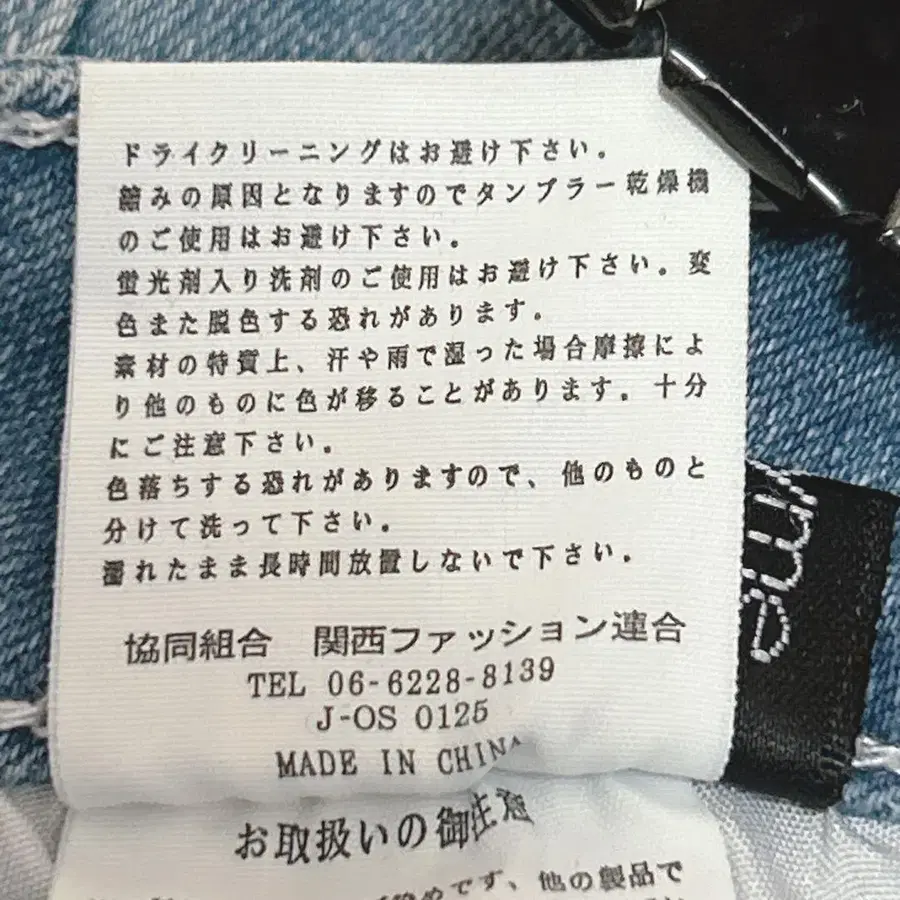 ドライクリーニングはお避け下さい。
縮みの原因となりますのでタンブラー乾燥機
のご使用はお避け下さい。
蛍光剤入り洗剤のご使用はお避け下さい。変
色また脱色する恐れがあります。
素材の特質上、汗や雨で湿った場合摩擦によ
り他のものに色が移ることがあります。十分
にご注意下さい。
色落ちする恐れがありますので、他のものと
分けて洗って下さい。
濡れたまま長時間放置しないで下さい。
協同組合 関西ファッション連合
TEL 06-6228-8139
J-OS 0125
MADE IN CHINA
お取扱いの御注意
染めです、他の製品で
me